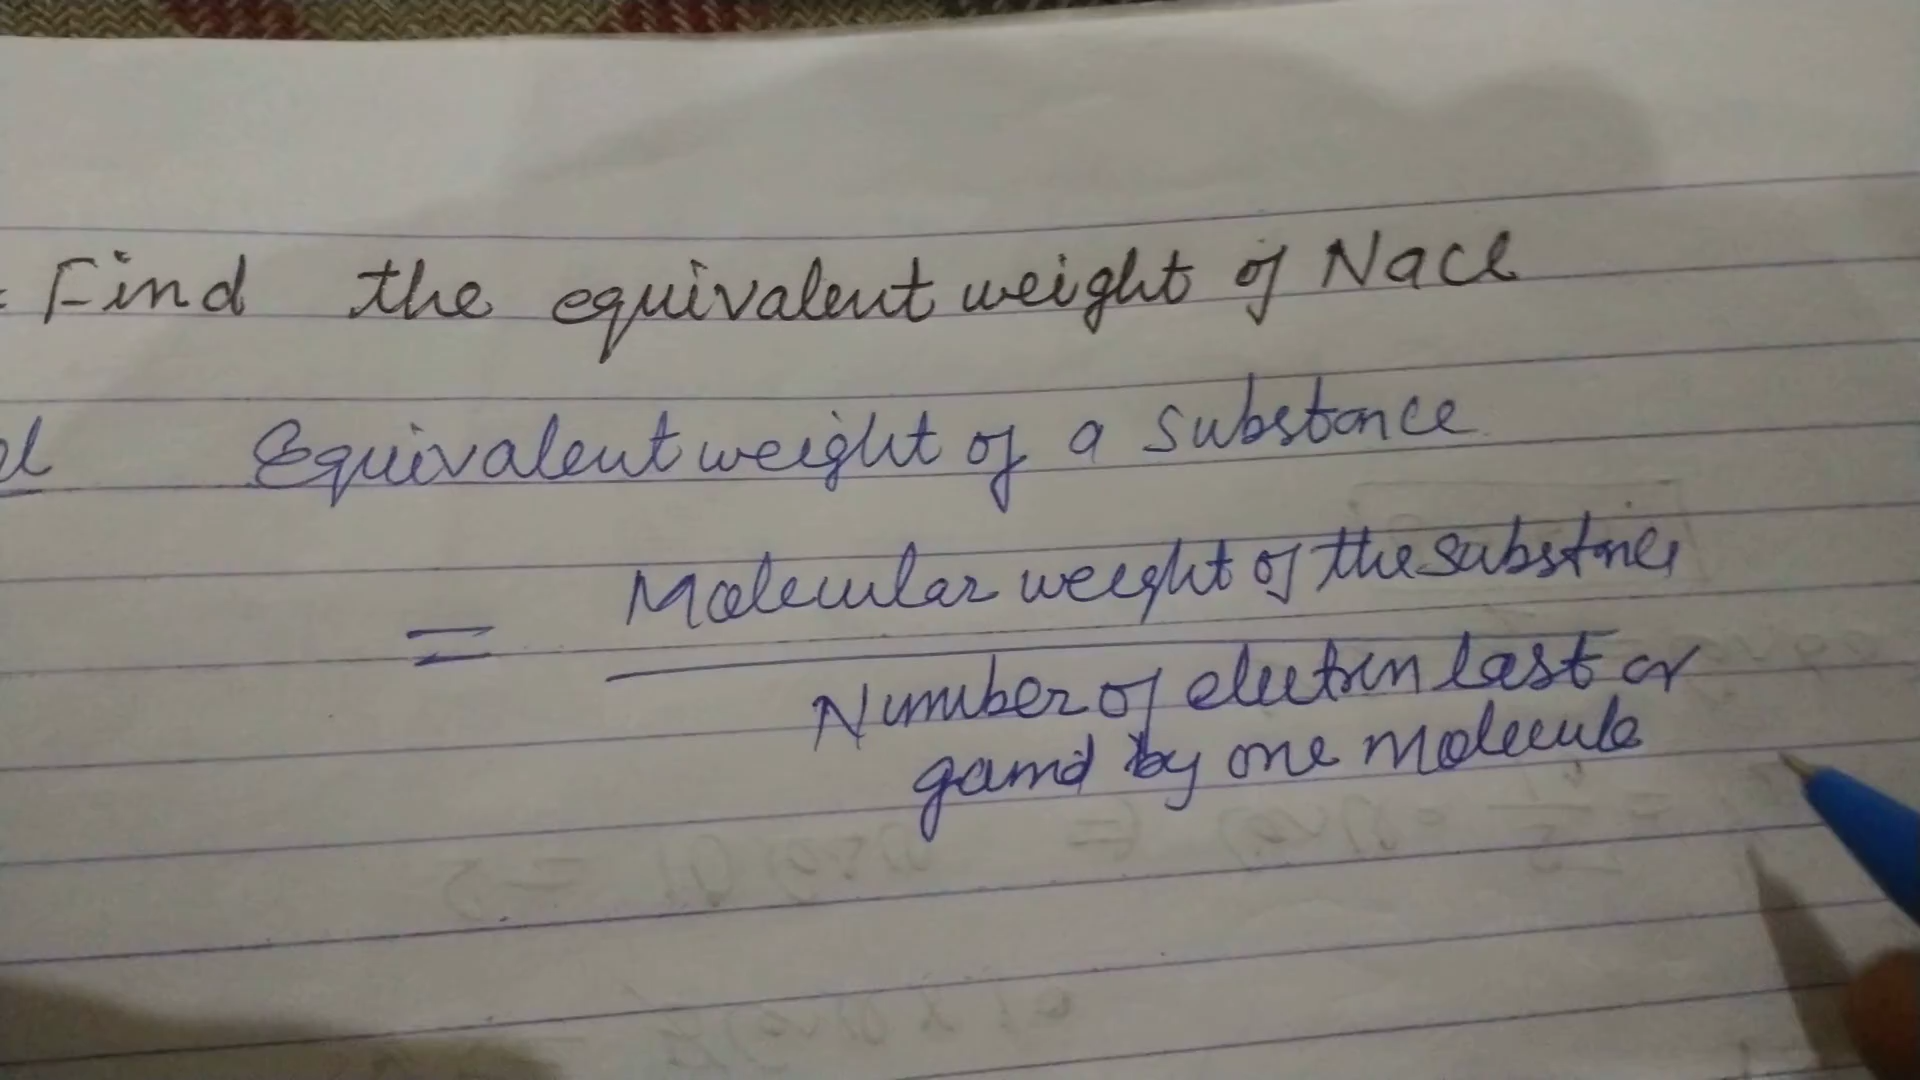 Find the equivalent weight of Nacl
Equivalent weight of a substance
= Molecular weight of the substance
Number of electron lost or
gained by one molecule